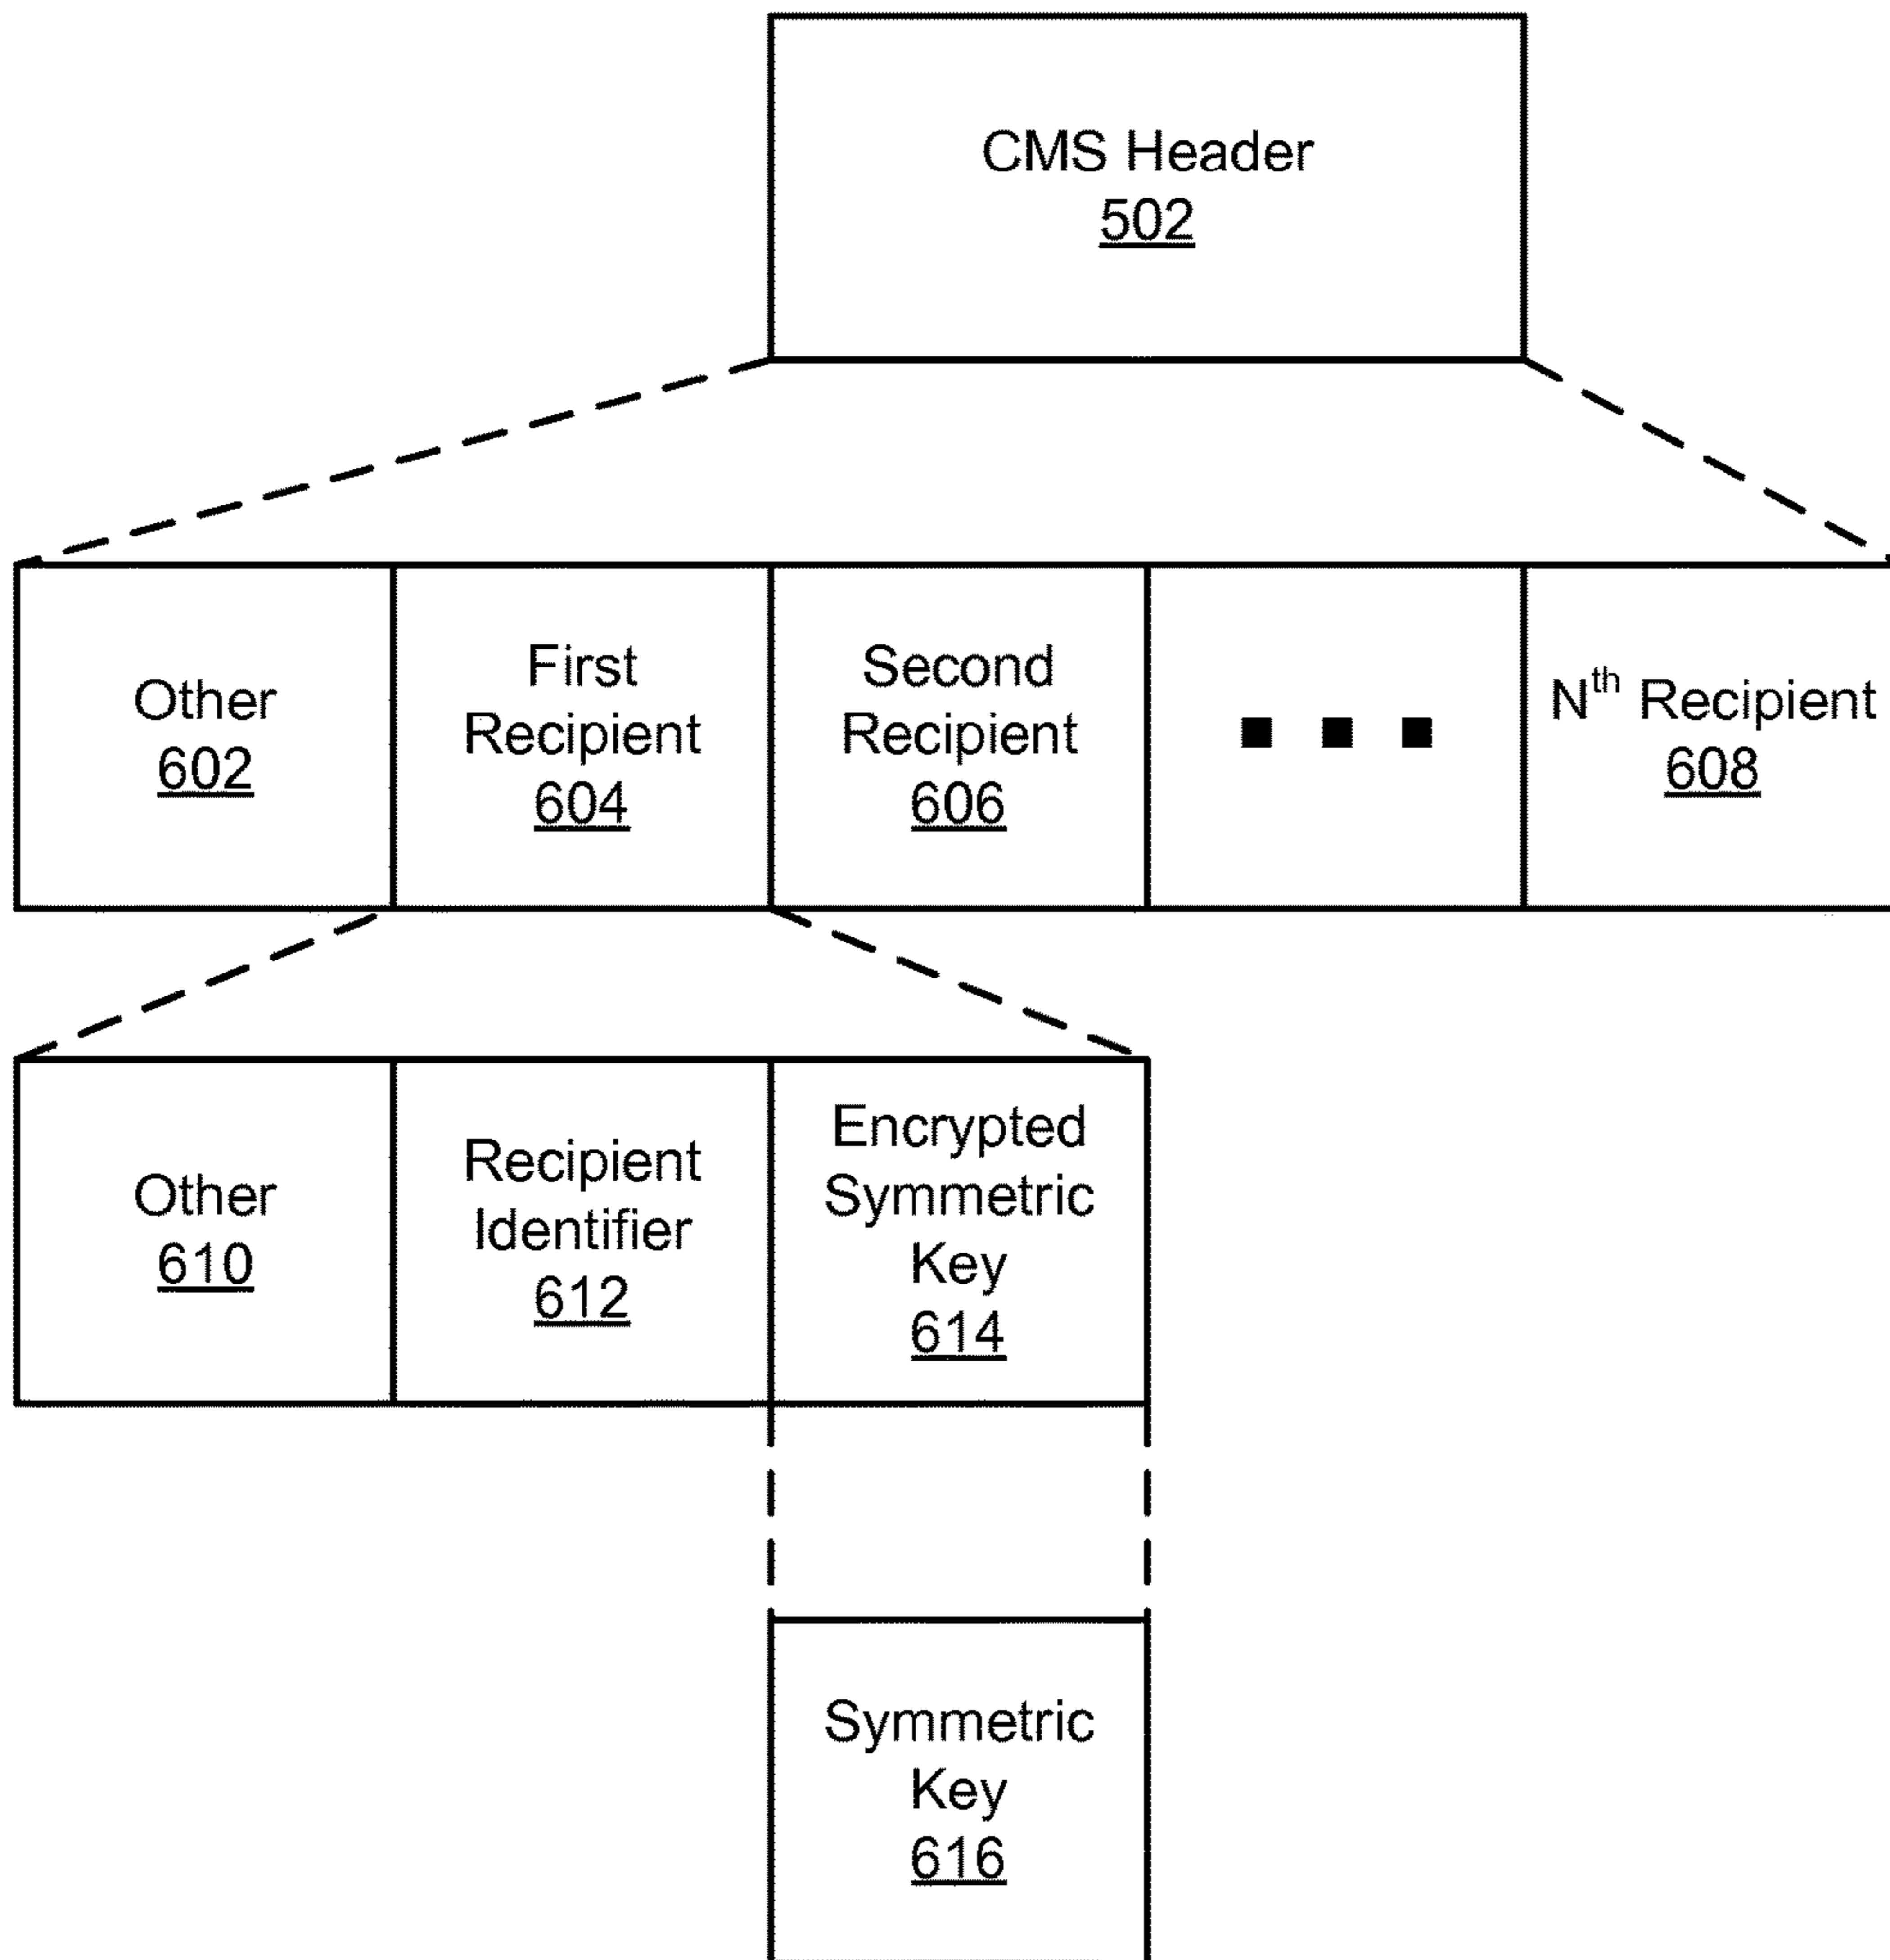 CMS Header
502
Other
602
First
Recipient
604
Second
Recipient
606
Nth Recipient
608
Other
610
Recipient
Identifier
612
Encrypted
Symmetric
Key
614
Symmetric
Key
616